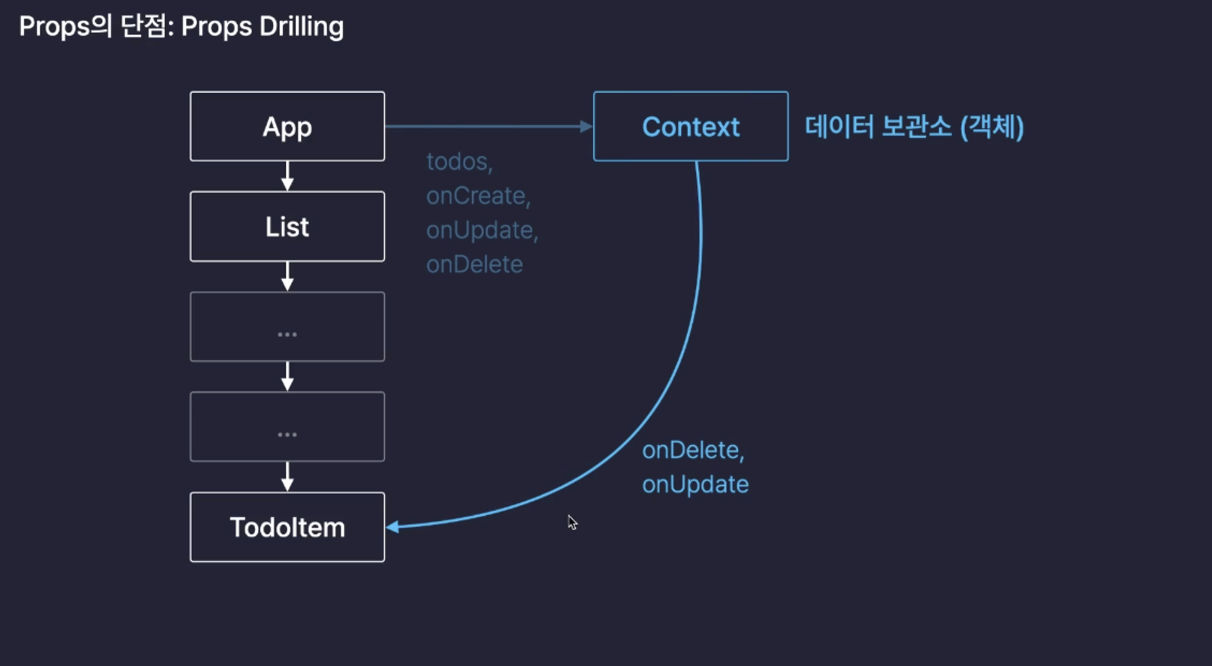 Props의 단점: Props Drilling
App
Context
데이터 보관소 (객체)
todos,
onCreate,
onUpdate,
onDelete
List
...
...
onDelete,
onUpdate
TodoItem